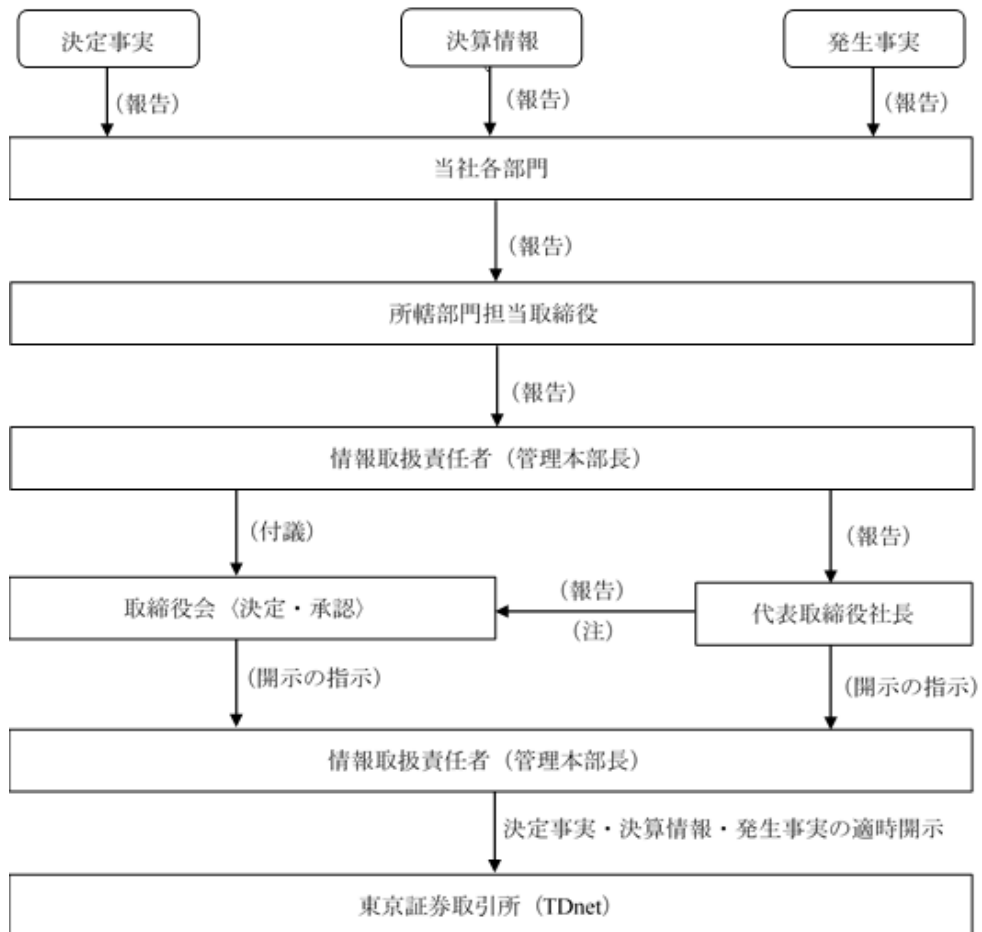 決定事実
決算情報
発生事実
（報告）
（報告）
（報告）
当社各部門
（報告）
所轄部門担当取締役
（報告）
情報取扱責任者（管理本部長）
（付議）
（報告）
取締役会〈決定・承認〉
（報告）
（注）
代表取締役社長
（開示の指示）
（開示の指示）
情報取扱責任者（管理本部長）
決定事実・決算情報・発生事実の適時開示
東京証券取引所（TDnet）